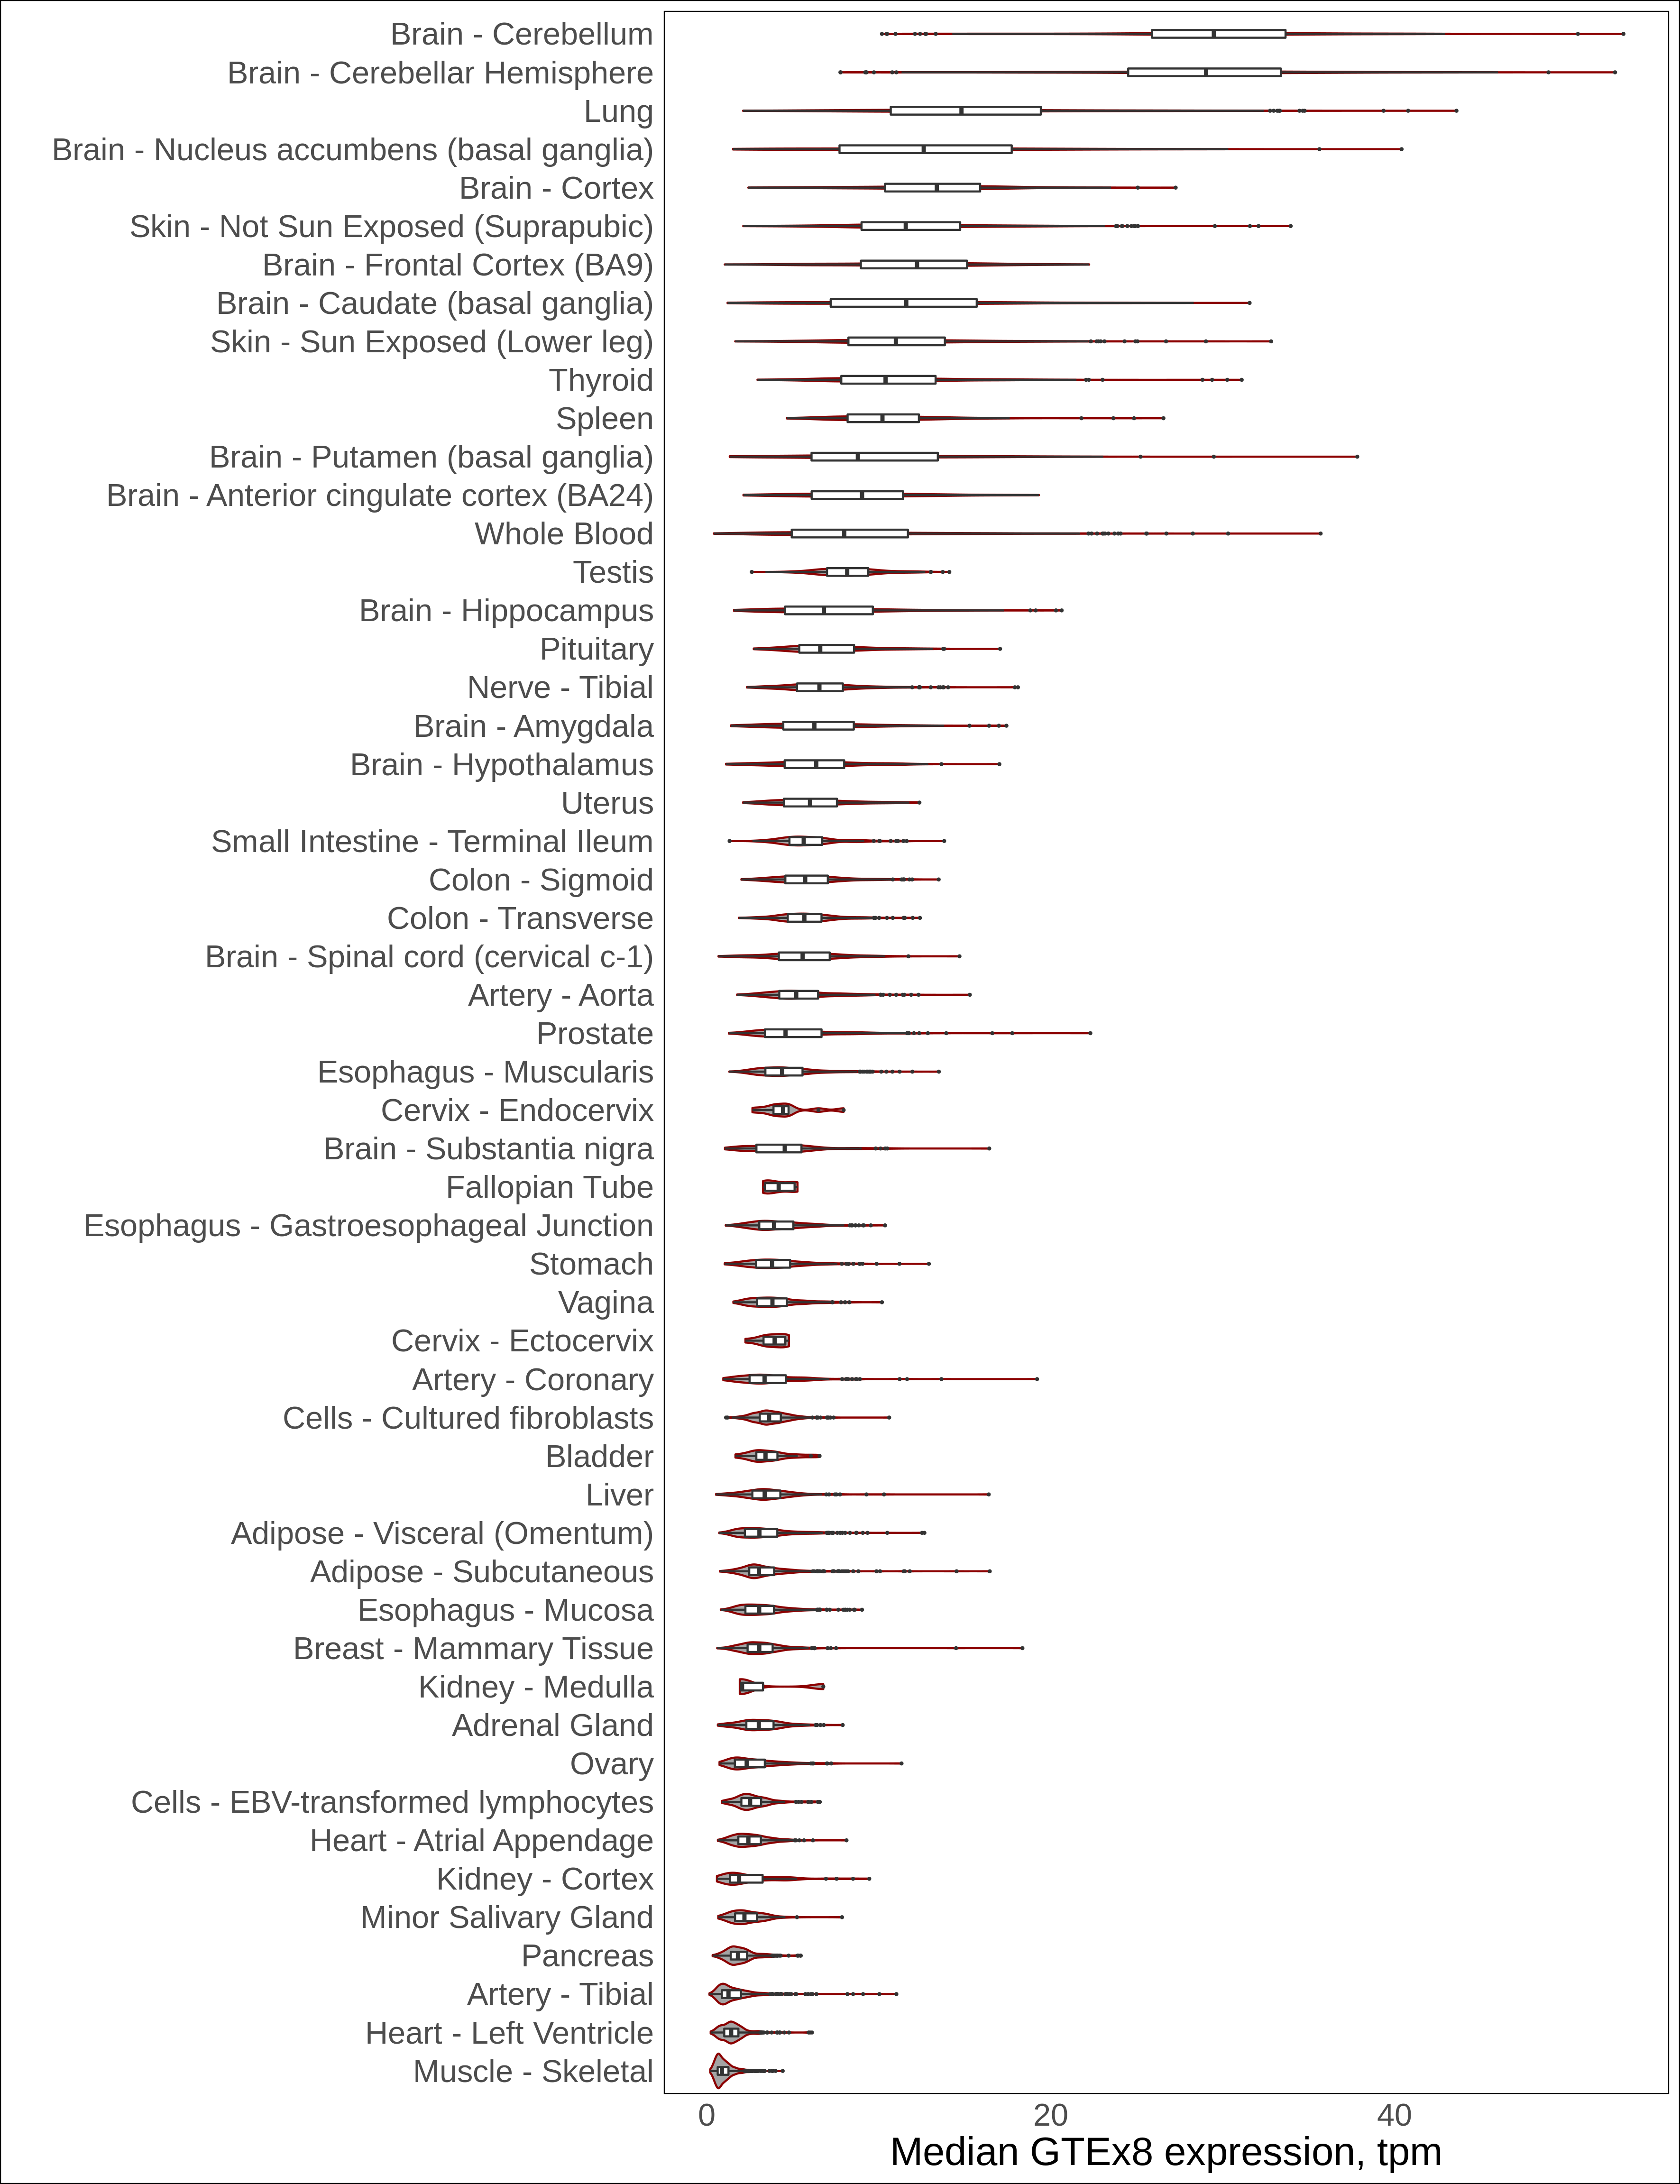 Brain - Cerebellum
Brain - Cerebellar Hemisphere
Lung
Brain - Nucleus accumbens (basal ganglia)
Brain - Cortex
Skin - Not Sun Exposed (Suprapubic)
Brain - Frontal Cortex (BA9)
Brain - Caudate (basal ganglia)
Skin - Sun Exposed (Lower leg)
Thyroid
Spleen
Brain - Putamen (basal ganglia)
Brain - Anterior cingulate cortex (BA24)
Whole Blood
Testis
Brain - Hippocampus
Pituitary
Nerve - Tibial
Brain - Amygdala
Brain - Hypothalamus
Uterus
Small Intestine - Terminal Ileum
Colon - Sigmoid
Colon - Transverse
Brain - Spinal cord (cervical c-1)
Artery - Aorta
Prostate
Esophagus - Muscularis
Cervix - Endocervix
Brain - Substantia nigra
Fallopian Tube
Esophagus - Gastroesophageal Junction
Stomach
Vagina
Cervix - Ectocervix
Artery - Coronary
Cells - Cultured fibroblasts
Bladder
Liver
Adipose - Visceral (Omentum)
Adipose - Subcutaneous
Esophagus - Mucosa
Breast - Mammary Tissue
Kidney - Medulla
Adrenal Gland
Ovary
Cells - EBV-transformed lymphocytes
Heart - Atrial Appendage
Kidney - Cortex
Minor Salivary Gland
Pancreas
Artery - Tibial
Heart - Left Ventricle
Muscle - Skeletal
0 20 40
Median GTEx8 expression, tpm